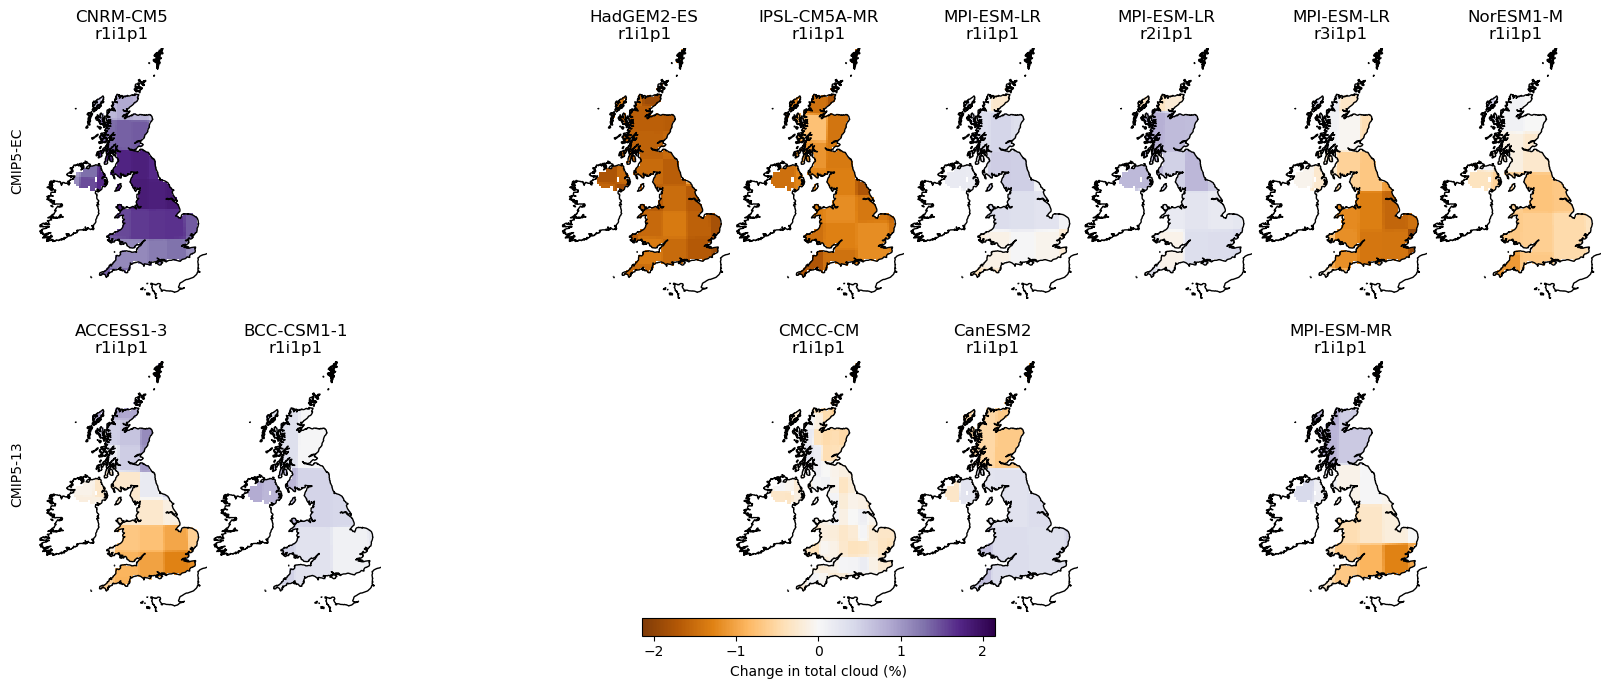 CNRM-CM5
r1i1p1
HadGEM2-ES
r1i1p1
IPSL-CM5A-MR
r1i1p1
MPI-ESM-LR
r1i1p1
MPI-ESM-LR
r2i1p1
MPI-ESM-LR
r3i1p1
NorESM1-M
r1i1p1
CMIP5-EC
ACCESS1-3
r1i1p1
BCC-CSM1-1
r1i1p1
CMCC-CM
r1i1p1
CanESM2
r1i1p1
MPI-ESM-MR
r1i1p1
CMIP5-13
−2 −1 0 1 2
Change in total cloud (%)